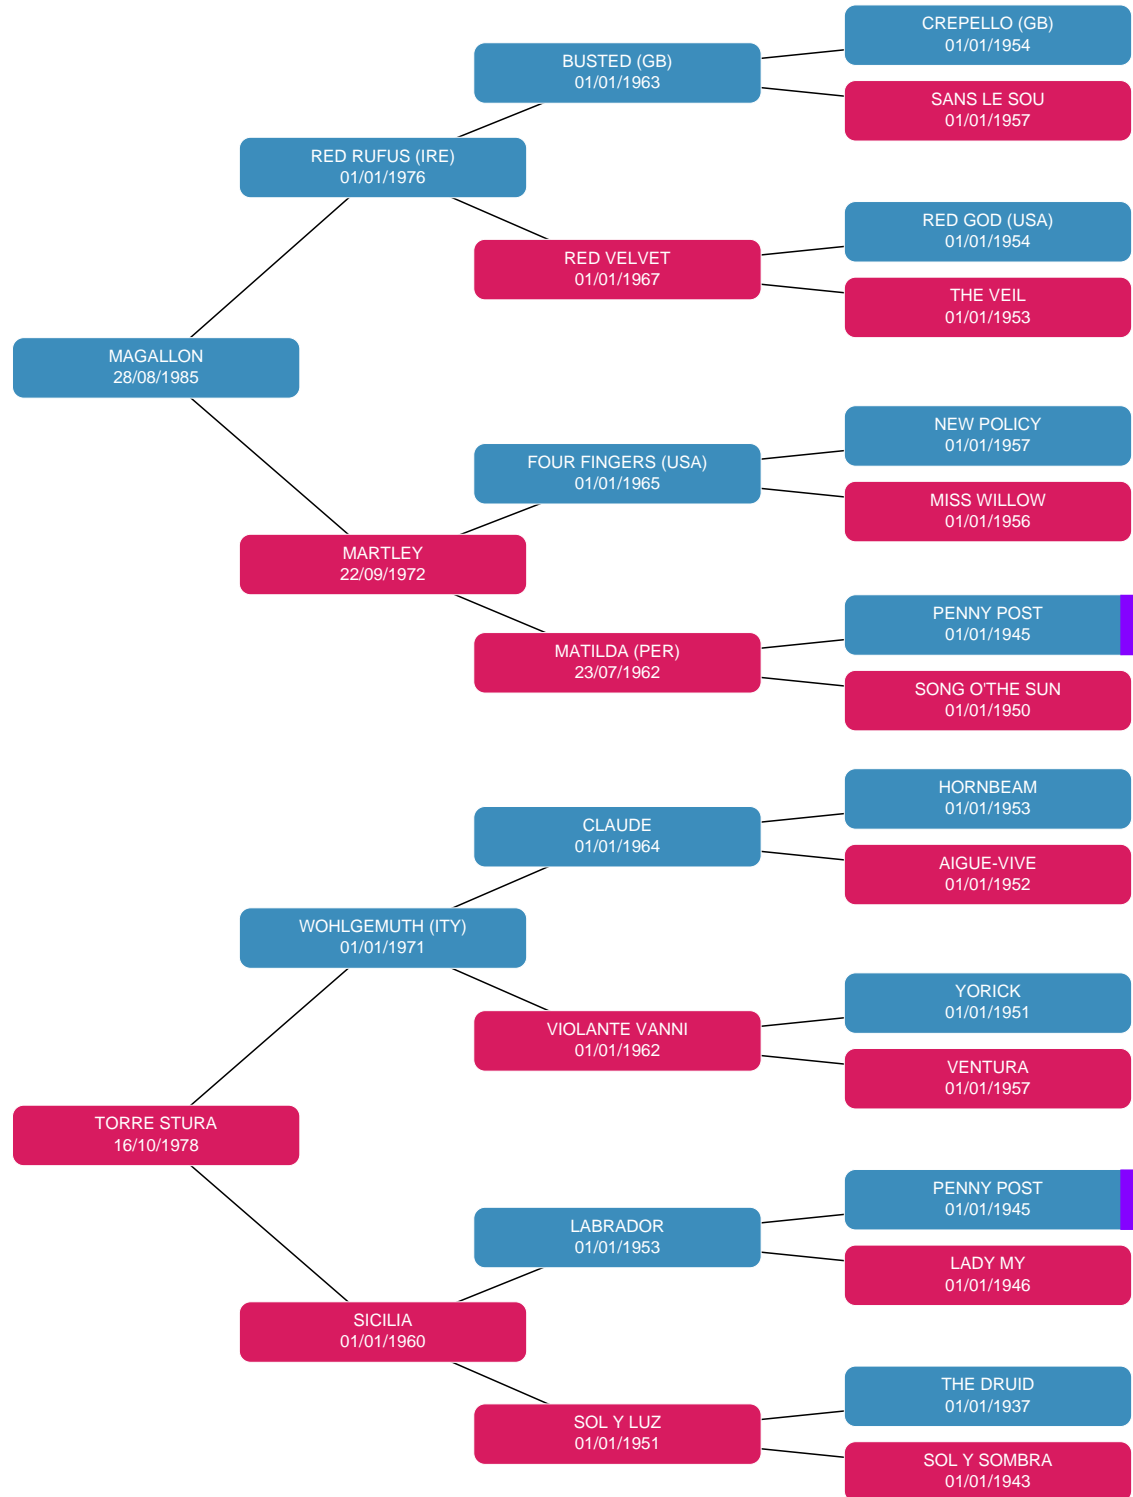 CREPELLO (GB)
01/01/1954
BUSTED (GB)
01/01/1963
SANS LE SOU
01/01/1957
RED RUFUS (IRE)
01/01/1976
RED GOD (USA)
01/01/1954
RED VELVET
01/01/1967
THE VEIL
01/01/1953
MAGALLON
28/08/1985
NEW POLICY
01/01/1957
FOUR FINGERS (USA)
01/01/1965
MISS WILLOW
01/01/1956
MARTLEY
22/09/1972
PENNY POST
01/01/1945
MATILDA (PER)
23/07/1962
SONG O'THE SUN
01/01/1950
HORNBEAM
01/01/1953
CLAUDE
01/01/1964
AIGUE-VIVE
01/01/1952
WOHLGEMUTH (ITY)
01/01/1971
YORICK
01/01/1951
VIOLANTE VANNI
01/01/1962
VENTURA
01/01/1957
TORRE STURA
16/10/1978
PENNY POST
01/01/1945
LABRADOR
01/01/1953
LADY MY
01/01/1946
SICILIA
01/01/1960
THE DRUID
01/01/1937
SOL Y LUZ
01/01/1951
SOL Y SOMBRA
01/01/1943